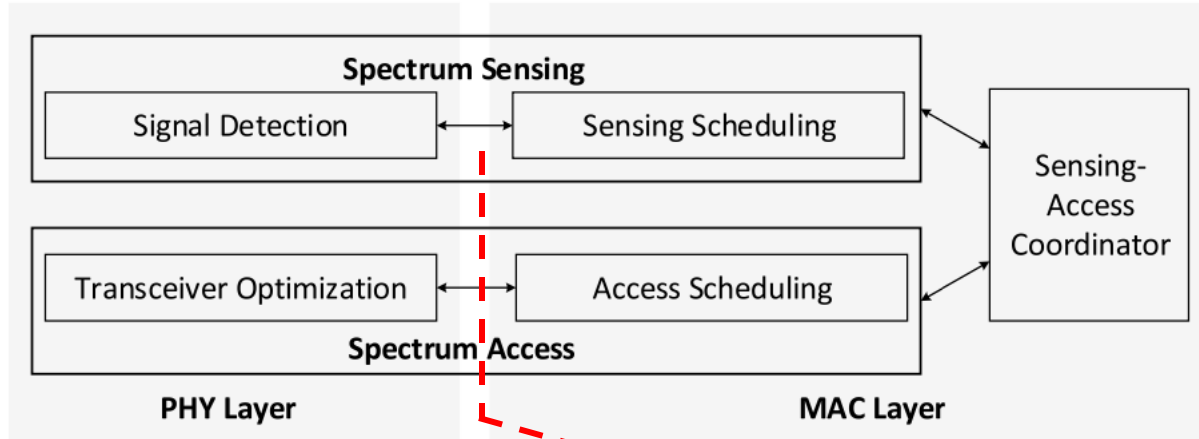 Spectrum Sensing
Signal Detection
Sensing Scheduling
Sensing-
Access
Coordinator
Transceiver Optimization
Access Scheduling
Spectrum Access
PHY Layer
MAC Layer